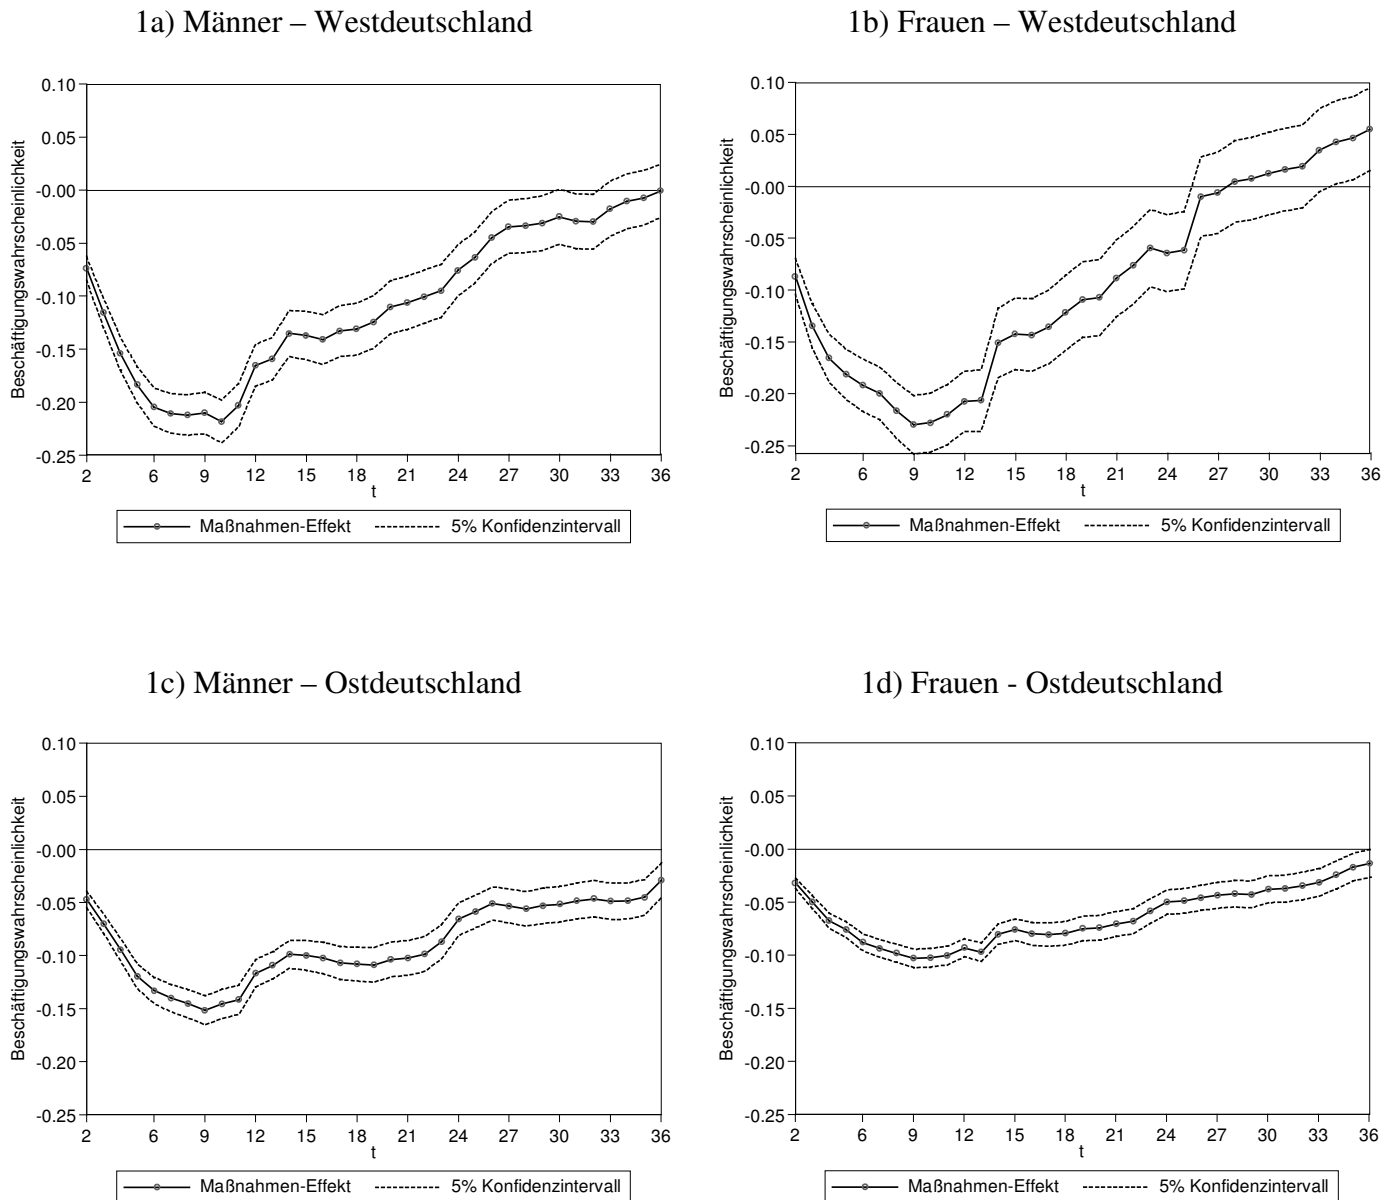 1a) Männer – Westdeutschland
0.10
0.05
-0.00
-0.05
-0.10
-0.15
-0.20
-0.25
Beschäftigungswahrscheinlichkeit
2 6 9 12 15 18 21 24 27 30 33 36
t
Maßnahmen-Effekt 5% Konfidenzintervall
1b) Frauen – Westdeutschland
0.10
0.05
-0.00
-0.05
-0.10
-0.15
-0.20
-0.25
Beschäftigungswahrscheinlichkeit
2 6 9 12 15 18 21 24 27 30 33 36
t
Maßnahmen-Effekt 5% Konfidenzintervall
1c) Männer – Ostdeutschland
0.10
0.05
-0.00
-0.05
-0.10
-0.15
-0.20
-0.25
Beschäftigungswahrscheinlichkeit
2 6 9 12 15 18 21 24 27 30 33 36
t
Maßnahmen-Effekt 5% Konfidenzintervall
1d) Frauen - Ostdeutschland
0.10
0.05
-0.00
-0.05
-0.10
-0.15
-0.20
-0.25
Beschäftigungswahrscheinlichkeit
2 6 9 12 15 18 21 24 27 30 33 36
t
Maßnahmen-Effekt 5% Konfidenzintervall